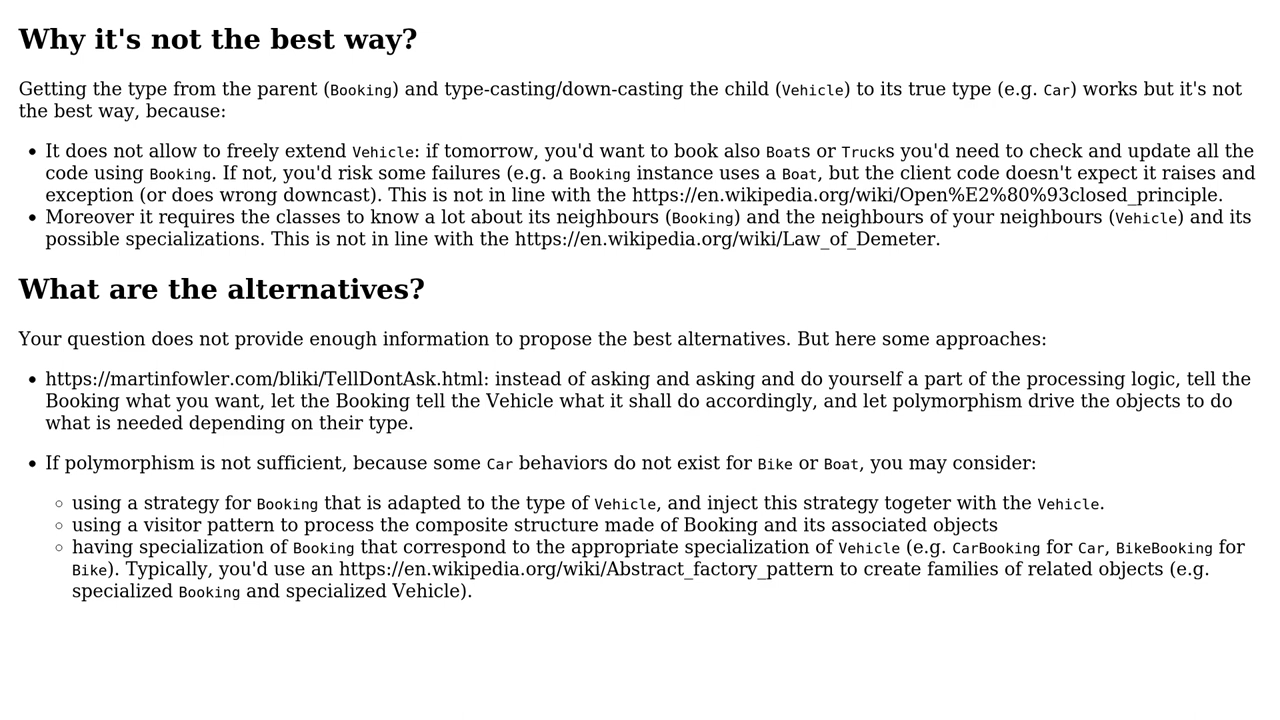 Why it's not the best way?
Getting the type from the parent (Booking) and type-casting/down-casting the child (Vehicle) to its true type (e.g. Car) works but it's not
the best way, because:
• It does not allow to freely extend Vehicle: if tomorrow, you'd want to book also Boats or Trucks you'd need to check and update all the
code using Booking. If not, you'd risk some failures (e.g. a Booking instance uses a Boat, but the client code doesn't expect it raises and
exception (or does wrong downcast). This is not in line with the https://en.wikipedia.org/wiki/Open%E2%80%93closed_principle.
• Moreover it requires the classes to know a lot about its neighbours (Booking) and the neighbours of your neighbours (Vehicle) and its
possible specializations. This is not in line with the https://en.wikipedia.org/wiki/Law_of_Demeter.
What are the alternatives?
Your question does not provide enough information to propose the best alternatives. But here some approaches:
• https://martinfowler.com/bliki/TellDontAsk.html: instead of asking and asking and do yourself a part of the processing logic, tell the
Booking what you want, let the Booking tell the Vehicle what it shall do accordingly, and let polymorphism drive the objects to do
what is needed depending on their type.
• If polymorphism is not sufficient, because some Car behaviors do not exist for Bike or Boat, you may consider:
◦ using a strategy for Booking that is adapted to the type of Vehicle, and inject this strategy togeter with the Vehicle.
◦ using a visitor pattern to process the composite structure made of Booking and its associated objects
◦ having specialization of Booking that correspond to the appropriate specialization of Vehicle (e.g. CarBooking for Car, BikeBooking for
Bike). Typically, you'd use an https://en.wikipedia.org/wiki/Abstract_factory_pattern to create families of related objects (e.g.
specialized Booking and specialized Vehicle).